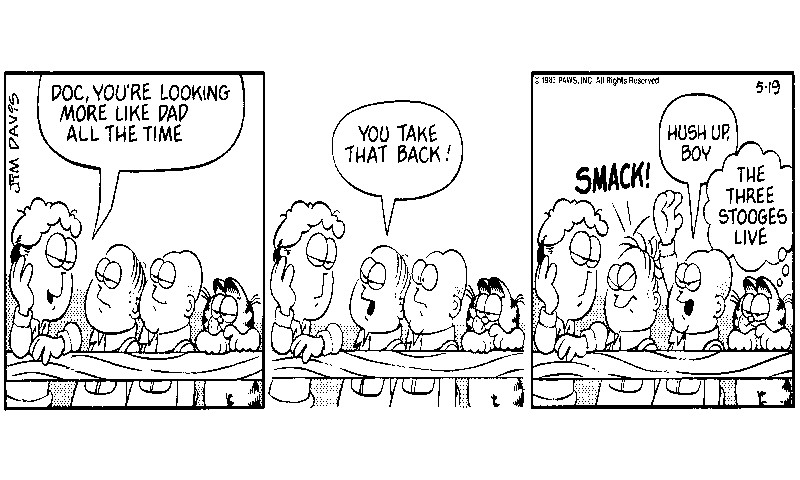 JIM DAVIS
DOC, YOU'RE LOOKING
MORE LIKE DAD
ALL THE TIME
YOU TAKE
THAT BACK!
© 1983 PAWS, INC. All Rights Reserved
5-19
SMACK!
HUSH UP,
BOY
THE
THREE
STOOGES
LIVE